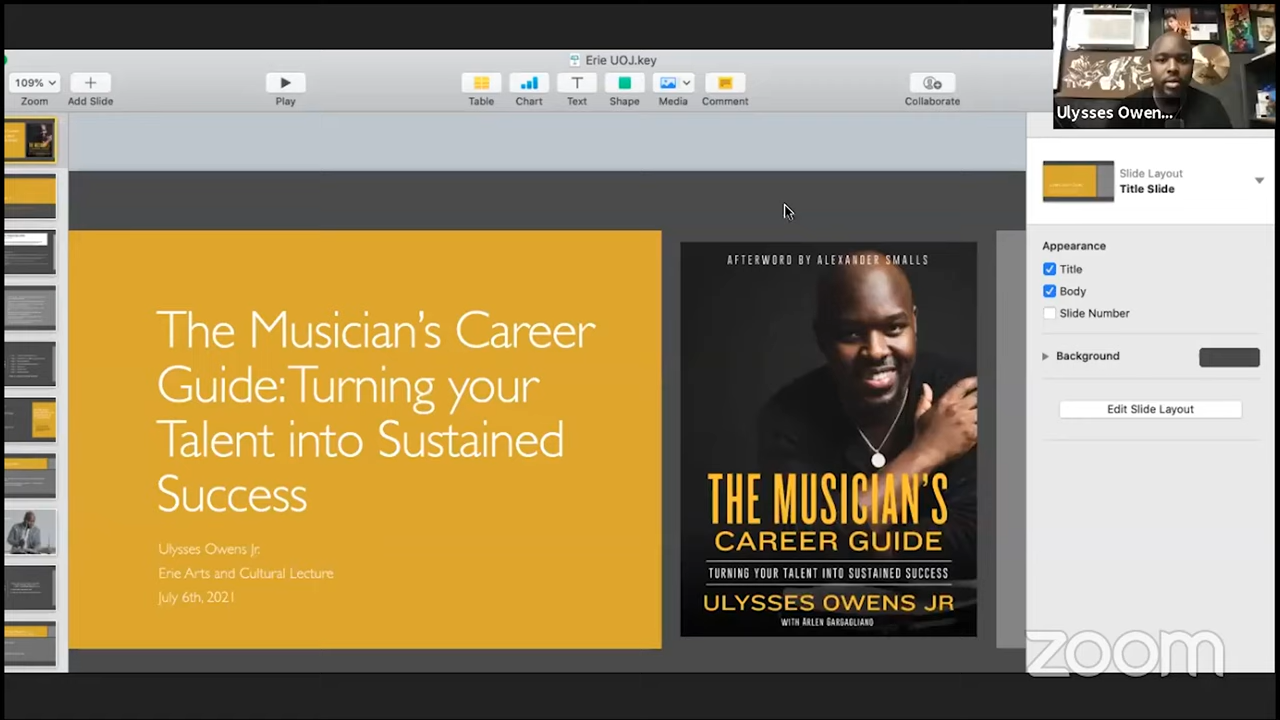 Erie UOJ.key
109%
Zoom
Add Slide
Play
Table
Chart
Text
Shape
Media
Comment
Collaborate
Ulysses Owen...
Slide Layout
Title Slide
Appearance
Title
Body
Slide Number
Background
Edit Slide Layout
The Musician's Career
Guide: Turning your
Talent into Sustained
Success
Ulysses Owens Jr.
Erie Arts and Cultural Lecture
July 6th, 2021
AFTERWORD BY ALEXANDER SMALLS
THE MUSICIAN'S
CAREER GUIDE
TURNING YOUR TALENT INTO SUSTAINED SUCCESS
ULYSSES OWENS JR
WITH ARLEN GARGAGLIANO
zoom